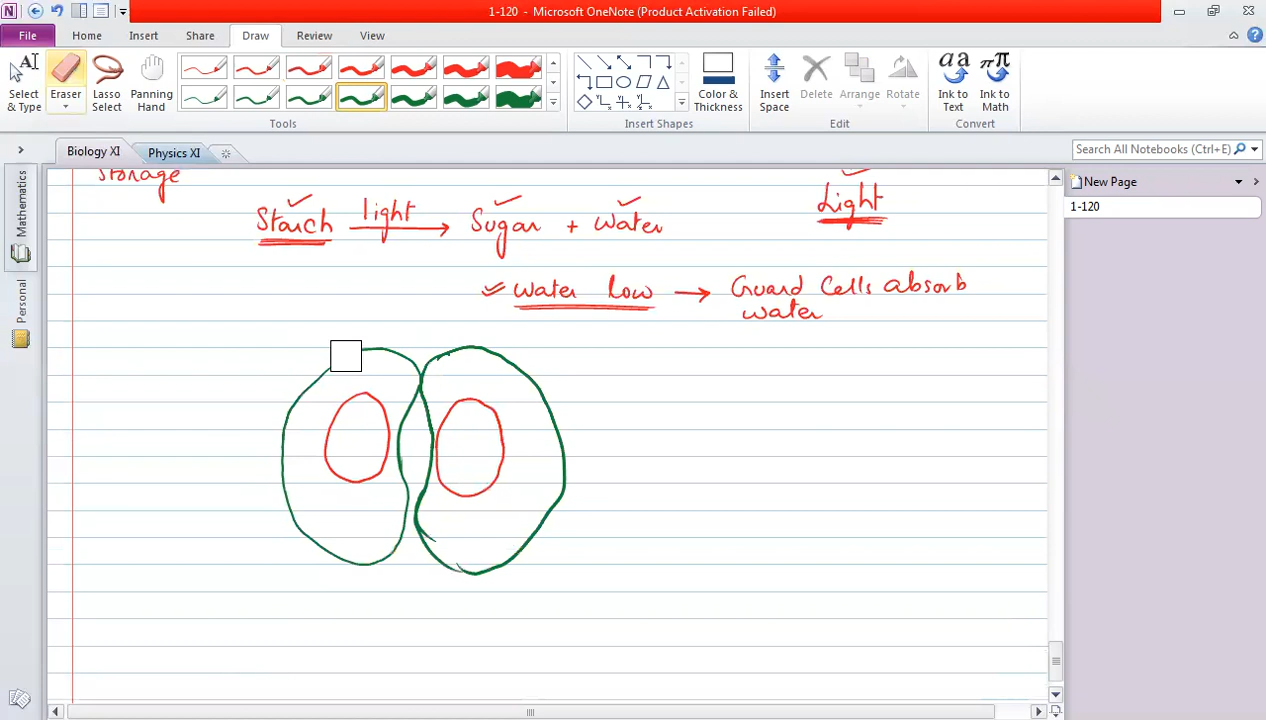 1-120 - Microsoft OneNote (Product Activation Failed)
File Home Insert Share Draw Review View
Select & Type
Eraser
Lasso Select
Panning Hand
Color & Thickness
Insert Space
Delete
Arrange
Rotate
Ink to Text
Ink to Math
Tools
Insert Shapes
Edit
Convert
Biology XI
Physics XI
Search All Notebooks (Ctrl+E)
Mathematics
Personal
New Page
1-120
Storage
Starch light → Sugar + Water
Light
Water Low → Guard Cells absorb
water